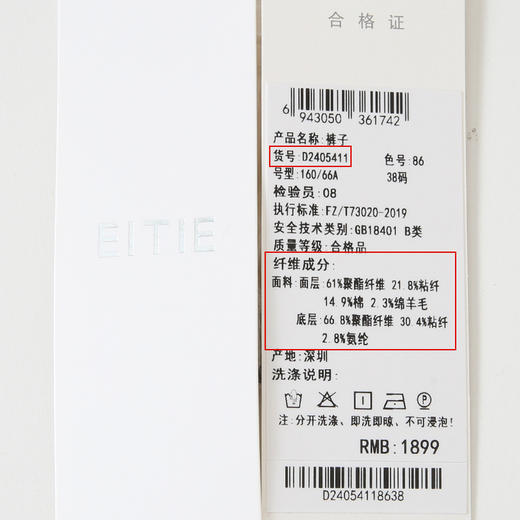 EITIE
合格证
6 943050 361742
产品名称: 裤子
货号: D2405411 色号: 86
号型: 160/66A 38码
检验员: 08
执行标准: FZ/T73020-2019
安全技术类别: GB18401 B类
质量等级: 合格品
纤维成分:
面料: 面层: 61%聚酯纤维 21.8%粘纤
14.9%棉 2.3%绵羊毛
底层: 66.8%聚酯纤维 30.4%粘纤
2.8%氨纶
产地: 深圳
洗涤说明:
注: 分开洗涤、即洗即晾、不可浸泡!
RMB: 1899
D24054118638